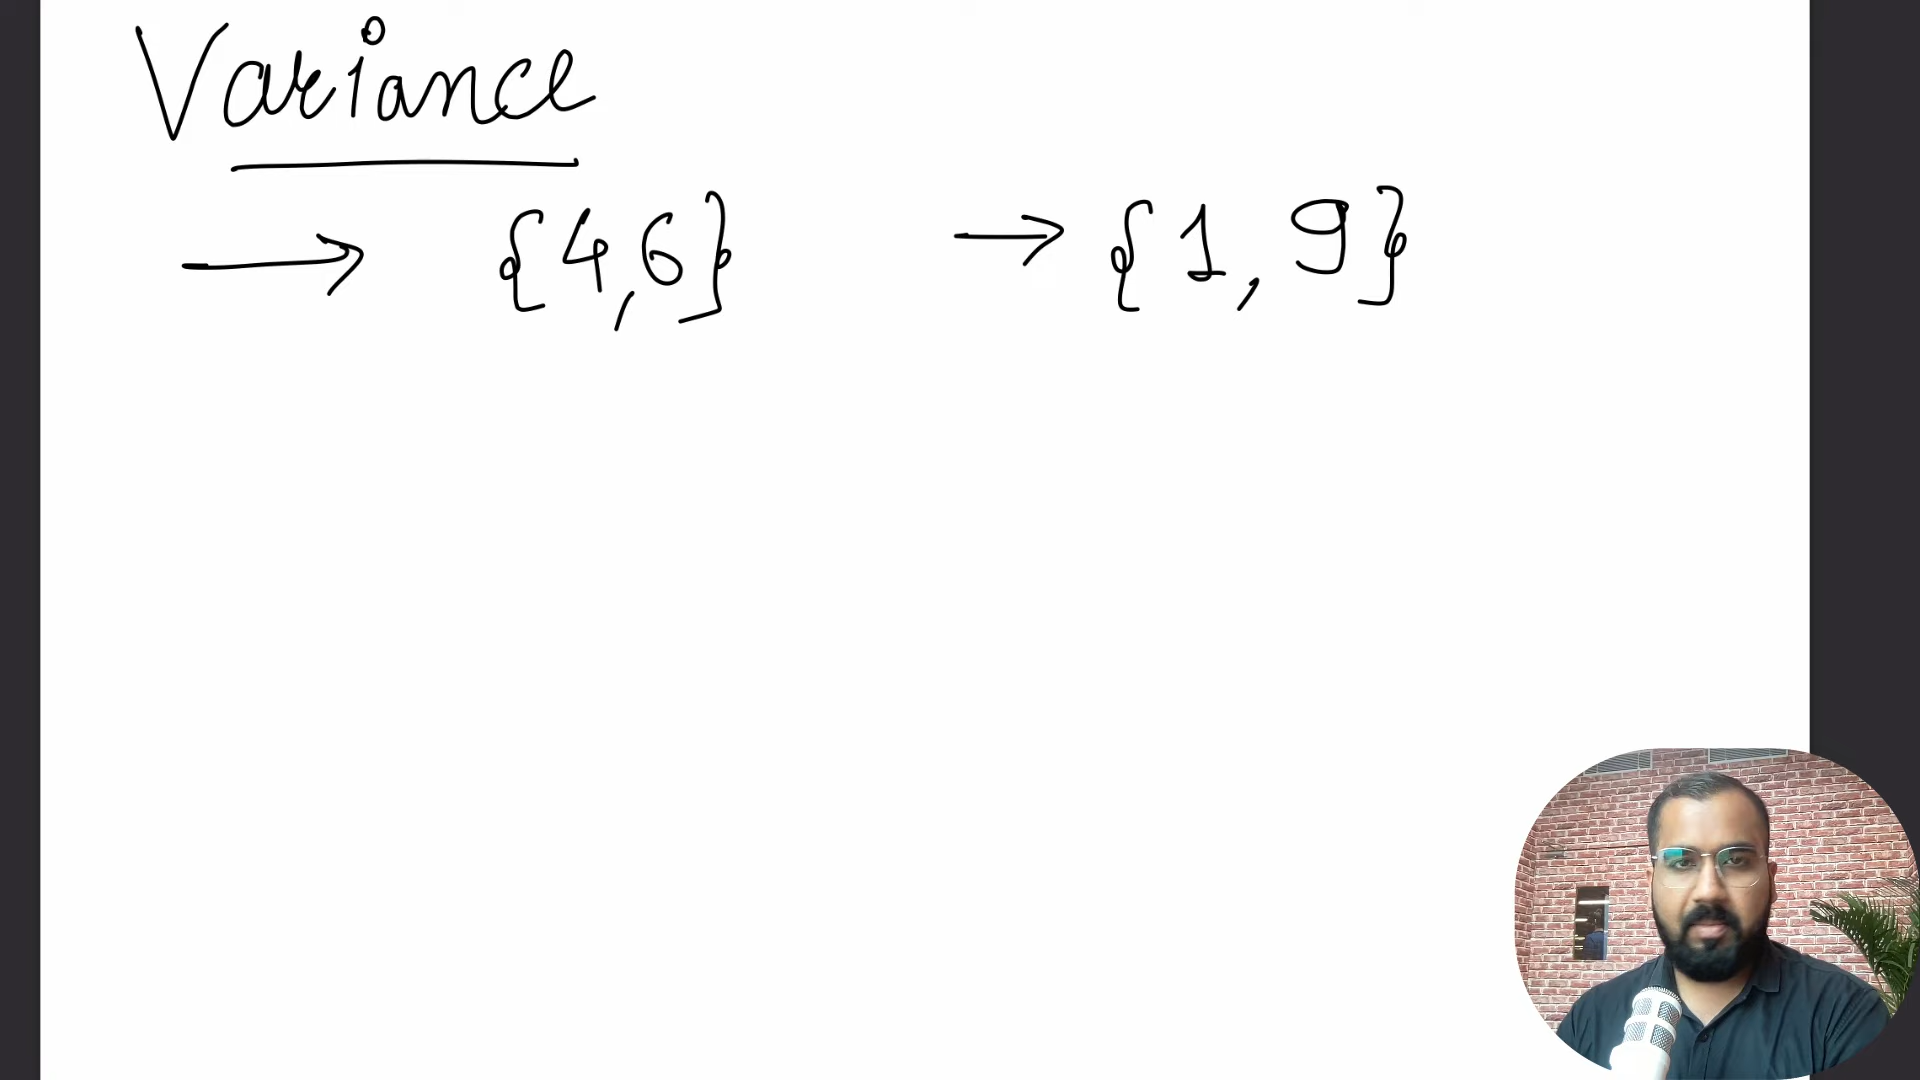 Variance
→ {4,6} → {1,9}